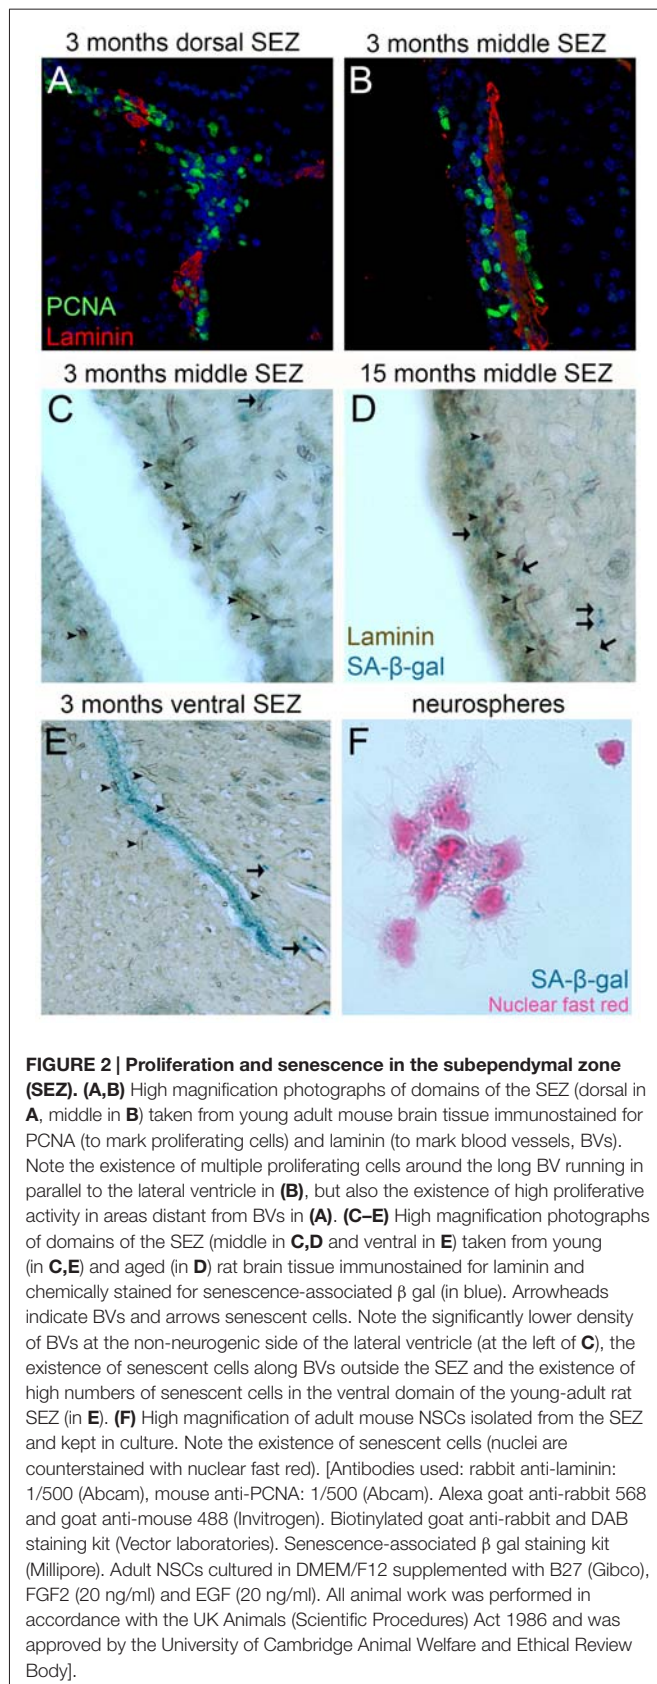 3 months dorsal SEZ
3 months middle SEZ
A
B
PCNA
Laminin
3 months middle SEZ
15 months middle SEZ
C
D
Laminin
SA-β-gal
3 months ventral SEZ
neurospheres
E
F
SA-β-gal
Nuclear fast red
FIGURE 2 | Proliferation and senescence in the subependymal zone
(SEZ). (A,B) High magnification photographs of domains of the SEZ (dorsal in
A, middle in B) taken from young adult mouse brain tissue immunostained for
PCNA (to mark proliferating cells) and laminin (to mark blood vessels, BVs).
Note the existence of multiple proliferating cells around the long BV running in
parallel to the lateral ventricle in (B), but also the existence of high proliferative
activity in areas distant from BVs in (A). (C–E) High magnification photographs
of domains of the SEZ (middle in C,D and ventral in E) taken from young
(in C,E) and aged (in D) rat brain tissue immunostained for laminin and
chemically stained for senescence-associated β gal (in blue). Arrowheads
indicate BVs and arrows senescent cells. Note the significantly lower density
of BVs at the non-neurogenic side of the lateral ventricle (at the left of C), the
existence of senescent cells along BVs outside the SEZ and the existence of
high numbers of senescent cells in the ventral domain of the young-adult rat
SEZ (in E). (F) High magnification of adult mouse NSCs isolated from the SEZ
and kept in culture. Note the existence of senescent cells (nuclei are
counterstained with nuclear fast red). [Antibodies used: rabbit anti-laminin:
1/500 (Abcam), mouse anti-PCNA: 1/500 (Abcam). Alexa goat anti-rabbit 568
and goat anti-mouse 488 (Invitrogen). Biotinylated goat anti-rabbit and DAB
staining kit (Vector laboratories). Senescence-associated β gal staining kit
(Millipore). Adult NSCs cultured in DMEM/F12 supplemented with B27 (Gibco),
FGF2 (20 ng/ml) and EGF (20 ng/ml). All animal work was performed in
accordance with the UK Animals (Scientific Procedures) Act 1986 and was
approved by the University of Cambridge Animal Welfare and Ethical Review
Body].